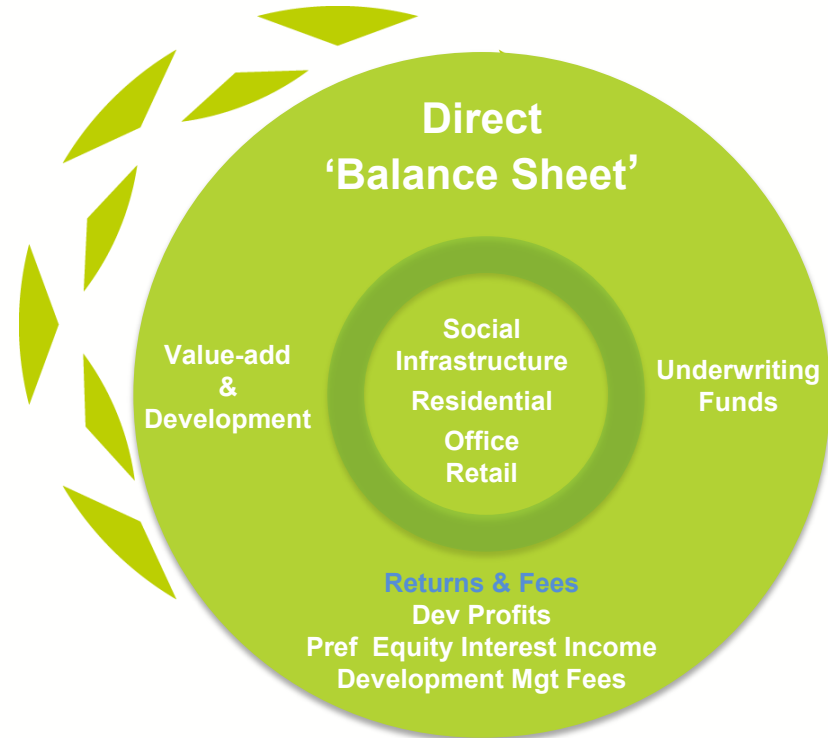 Direct
‘Balance Sheet’
Value-add
&
Development
Social
Infrastructure
Residential
Office
Retail
Underwriting
Funds
Returns & Fees
Dev Profits
Pref Equity Interest Income
Development Mgt Fees